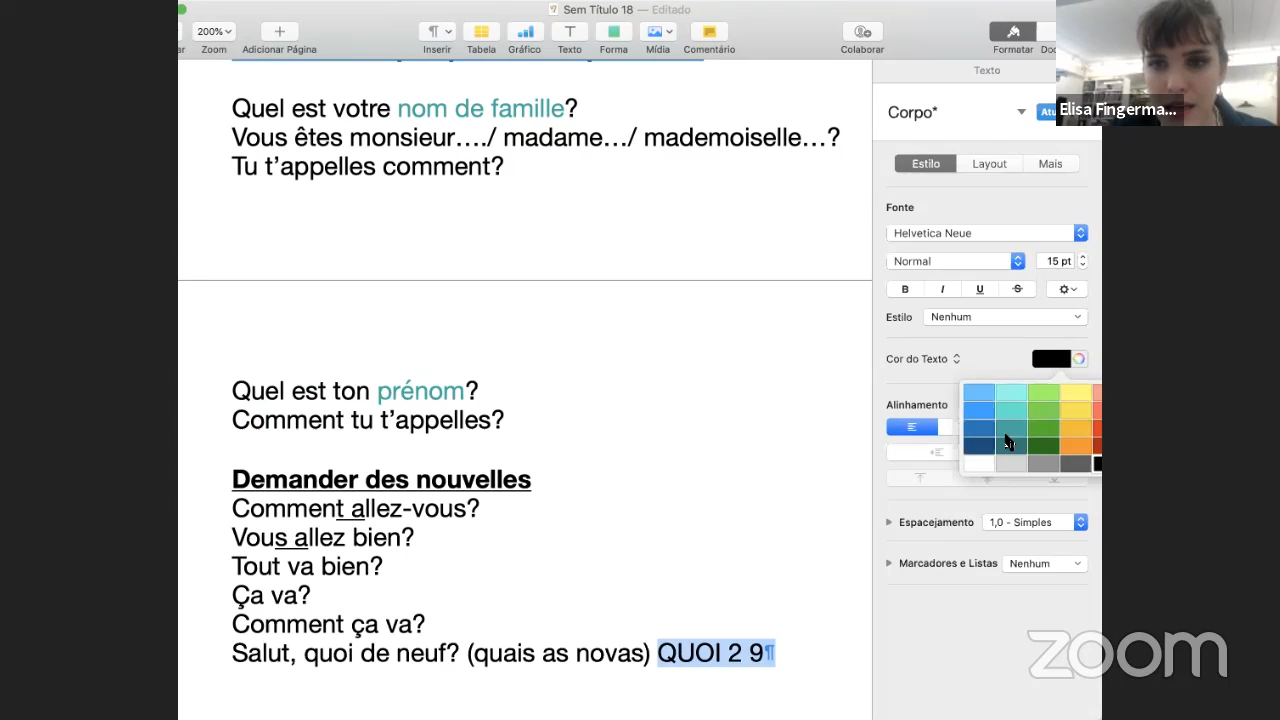 Sem Título 18 — Editado
200%
Zoom
Adicionar Página
Inserir
Tabela
Gráfico
Texto
Forma
Mídia
Comentário
Colaborar
Formatar
Texto
Elisa Fingerma...
Corpo*
Estilo
Layout
Mais
Fonte
Helvetica Neue
Normal
15 pt
B I U S
Estilo
Nenhum
Cor do Texto
Alinhamento
Espacejamento
1,0 - Simples
Marcadores e Listas
Nenhum
Quel est votre nom de famille?
Vous êtes monsieur…./ madame…/ mademoiselle…?
Tu t’appelles comment?
Quel est ton prénom?
Comment tu t’appelles?
Demander des nouvelles
Comment allez-vous?
Vous allez bien?
Tout va bien?
Ça va?
Comment ça va?
Salut, quoi de neuf? (quais as novas) QUOI 2 9¶
zoom